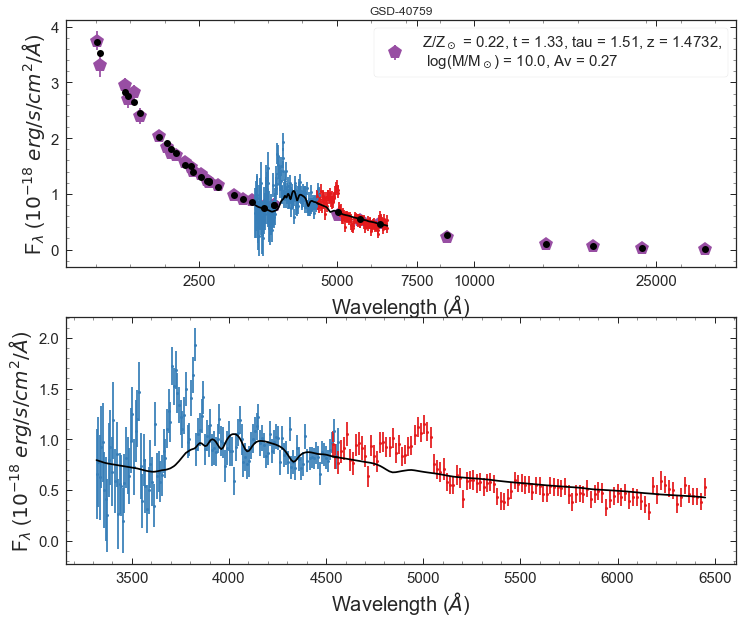 GSD-40759
Z/Z⊙ = 0.22, t = 1.33, tau = 1.51, z = 1.4732,
log(M/M⊙) = 10.0, Av = 0.27
F_λ (10^{-18} erg/s/cm²/Å)
4
3
2
1
0
2500 5000 7500 10000 25000
Wavelength (Å)
F_λ (10^{-18} erg/s/cm²/Å)
2.0
1.5
1.0
0.5
0.0
3500 4000 4500 5000 5500 6000 6500
Wavelength (Å)